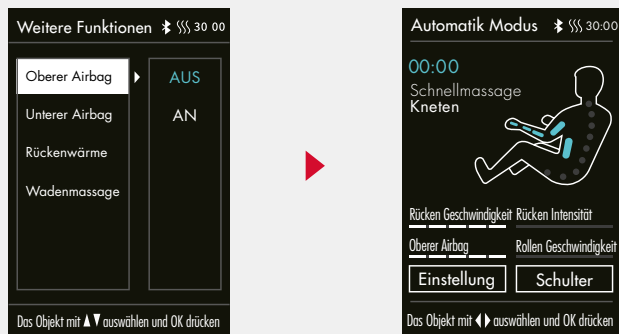 Weitere Funktionen 30 00
Oberer Airbag AUS
Unterer Airbag AN
Rückenwärme
Wadenmassage
Das Objekt mit ▲▼ auswählen und OK drücken
Automatik Modus 30:00
00:00
Schnellmassage
Kneten
Rücken Geschwindigkeit Rücken Intensität
Oberer Airbag Rollen Geschwindigkeit
Einstellung Schulter
Das Objekt mit ◀▶ auswählen und OK drücken